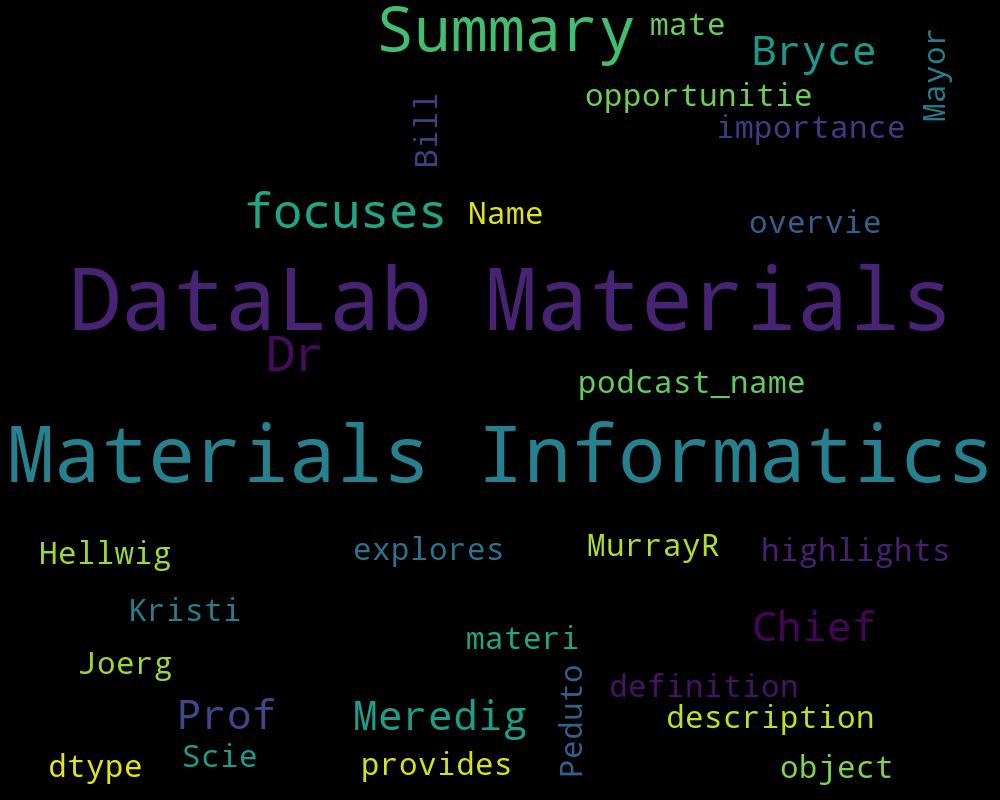 Summary mate
Bryce
Mayor
opportunitie
importance
Bill
focuses Name
overvie
DataLab Materials
Dr
podcast_name
Materials Informatics
Hellwig explores MurrayR highlights
Kristi
Chief
materi
Joerg
Peduto
definition
Prof Meredig description
Scie
dtype provides object